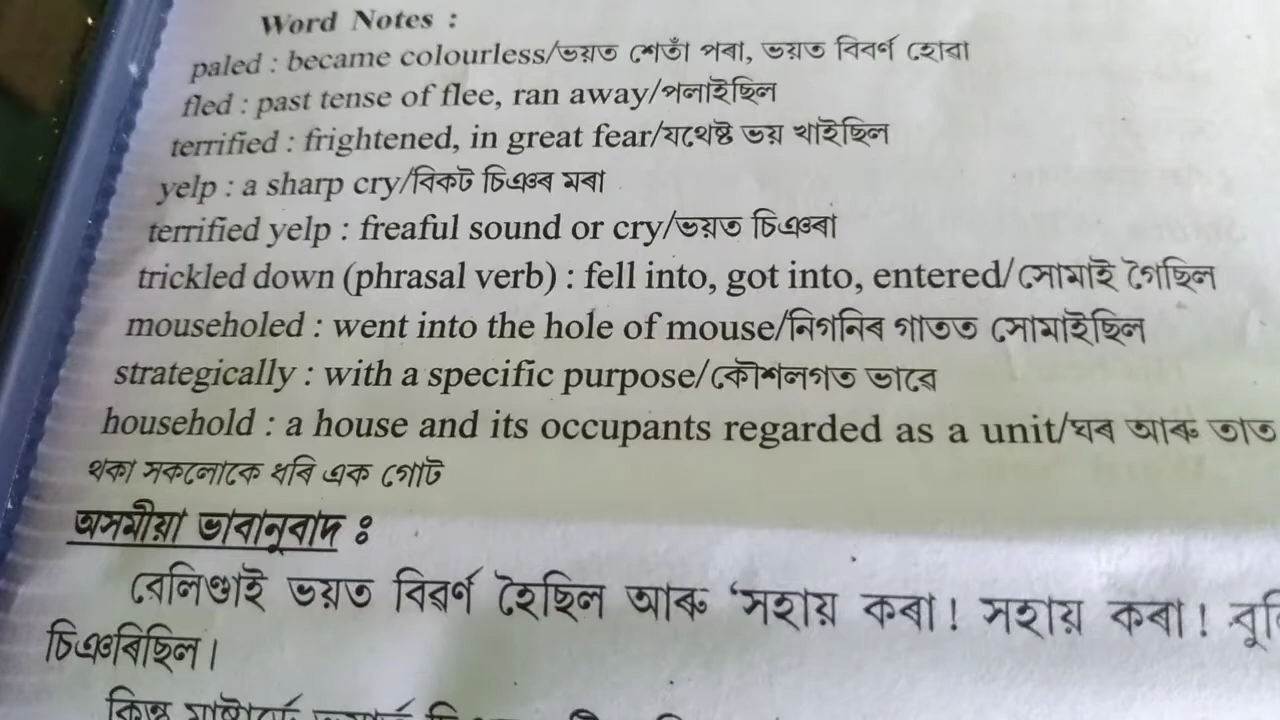 Word Notes :
paled : became colourless/ভয়ত শেতাঁ পৰা, ভয়ত বিবৰ্ণ হোৱা
fled : past tense of flee, ran away/পলাইছিল
terrified : frightened, in great fear/যথেষ্ট ভয় খাইছিল
yelp : a sharp cry/বিকট চিঞৰ মৰা
terrified yelp : freaful sound or cry/ভয়ত চিঞৰা
trickled down (phrasal verb) : fell into, got into, entered/সোমাই গৈছিল
mouseholed : went into the hole of mouse/নিগনিৰ গাতত সোমাইছিল
strategically : with a specific purpose/কৌশলগত ভাৱে
household : a house and its occupants regarded as a unit/ঘৰ আৰু তাত
থকা সকলোকে ধৰি এক গোট
অসমীয়া ভাবানুবাদ ঃ
বেলিণ্ডাই ভয়ত বিৱৰ্ণ হৈছিল আৰু ‘সহায় কৰা! সহায় কৰা!
চিঞৰিছিল।
কিন্তু